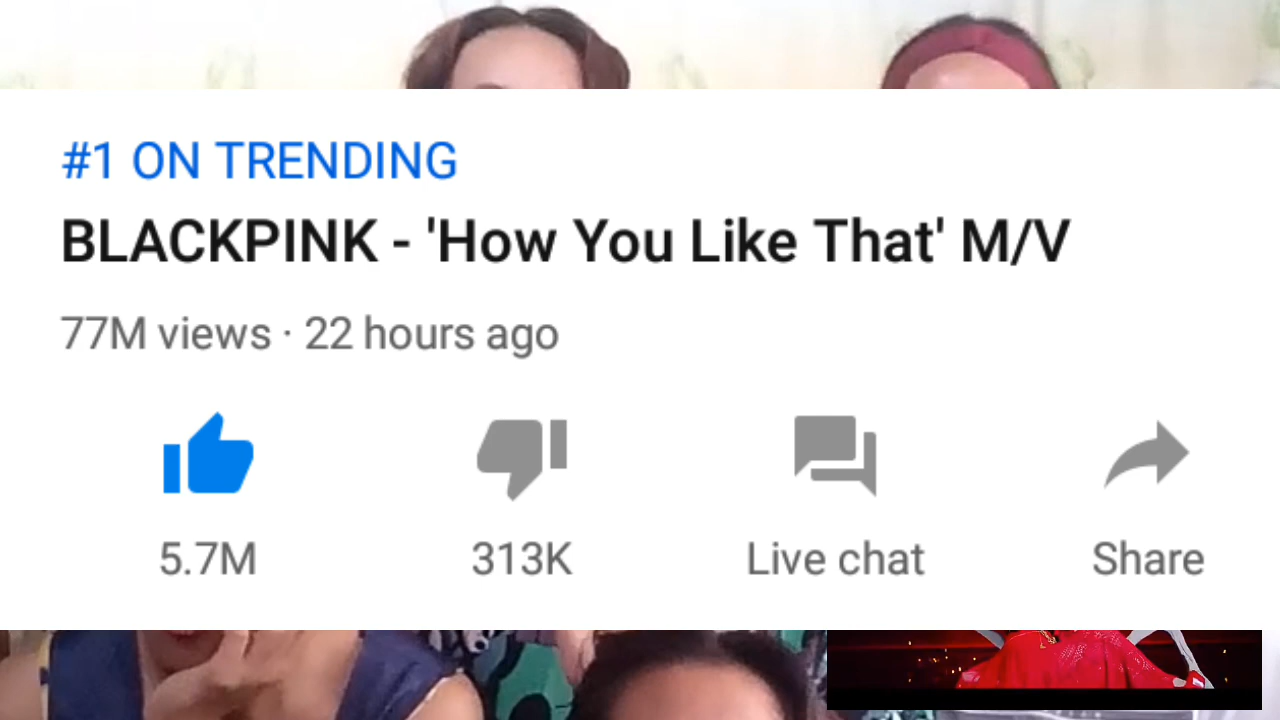 #1 ON TRENDING
BLACKPINK - 'How You Like That' M/V
77M views · 22 hours ago
5.7M
313K
Live chat
Share